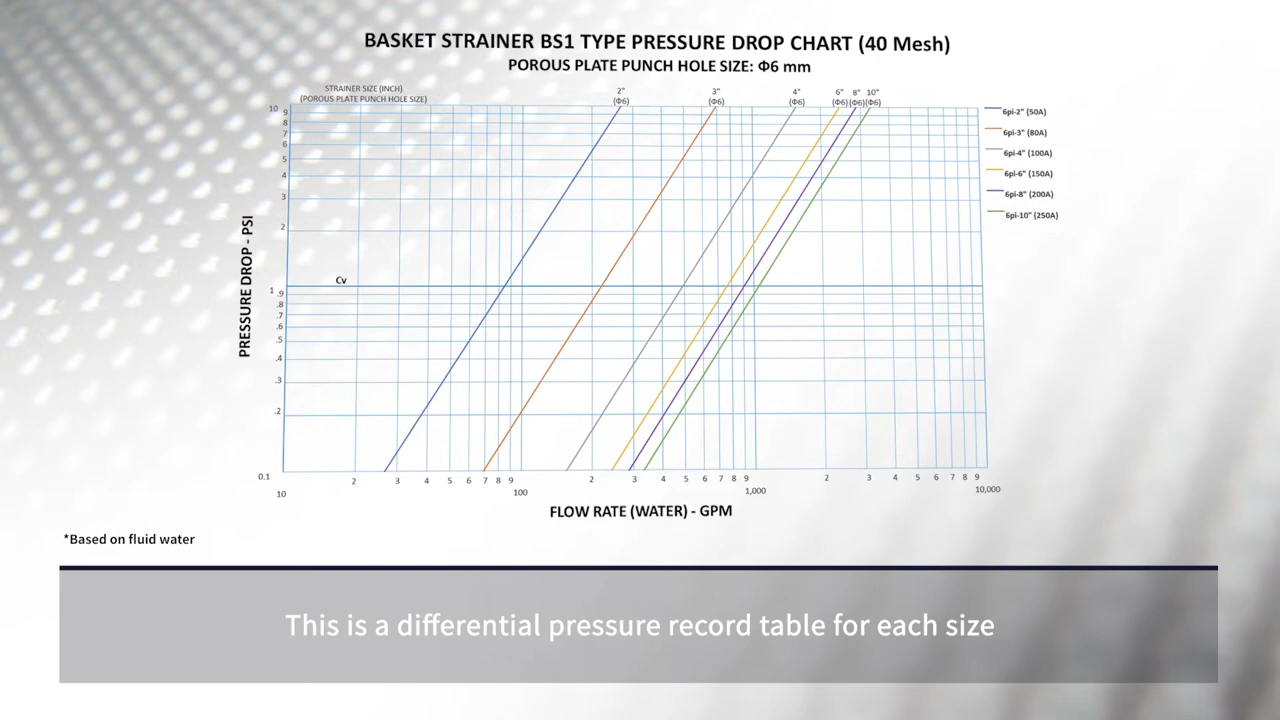 BASKET STRAINER BS1 TYPE PRESSURE DROP CHART (40 Mesh)
POROUS PLATE PUNCH HOLE SIZE: Φ6 mm
STRAINER SIZE (INCH)
(POROUS PLATE PUNCH HOLE SIZE)
2" 3" 4" 6" 8" 10"
(Φ6) (Φ6) (Φ6) (Φ6) (Φ6) (Φ6)
6pi-2" (50A)
6pi-3" (80A)
6pi-4" (100A)
6pi-6" (150A)
6pi-8" (200A)
6pi-10" (250A)
PRESSURE DROP - PSI
10
9
8
7
6
5
4
3
2
Cv
1
.9
.8
.7
.6
.5
.4
.3
.2
0.1
2 3 4 5 6 7 8 9 2 3 4 5 6 7 8 9 2 3 4 5 6 7 8 9
10 100 1,000 10,000
FLOW RATE (WATER) - GPM
*Based on fluid water
This is a differential pressure record table for each size